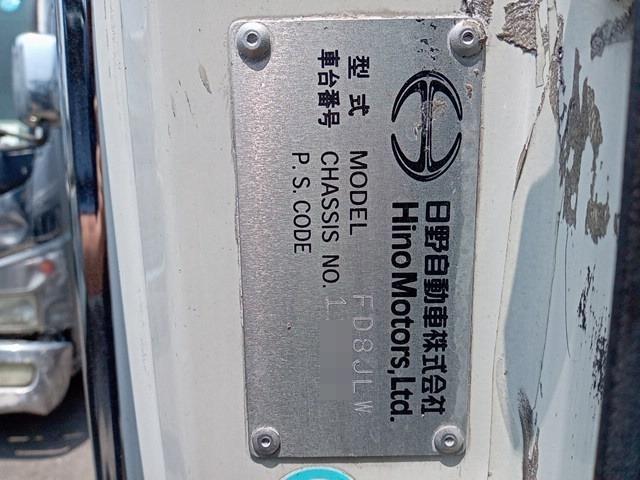 日野自動車株式会社
Hino Motors, Ltd.
型式 MODEL FD8JLW
車台番号 CHASSIS NO. 1
P.S. CODE